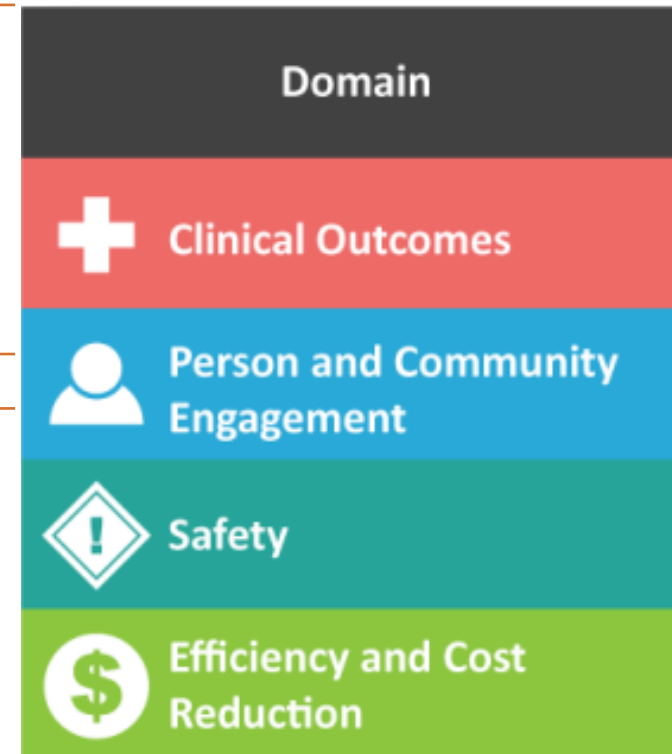 Domain
Clinical Outcomes
Person and Community
Engagement
!
Safety
$
Efficiency and Cost
Reduction